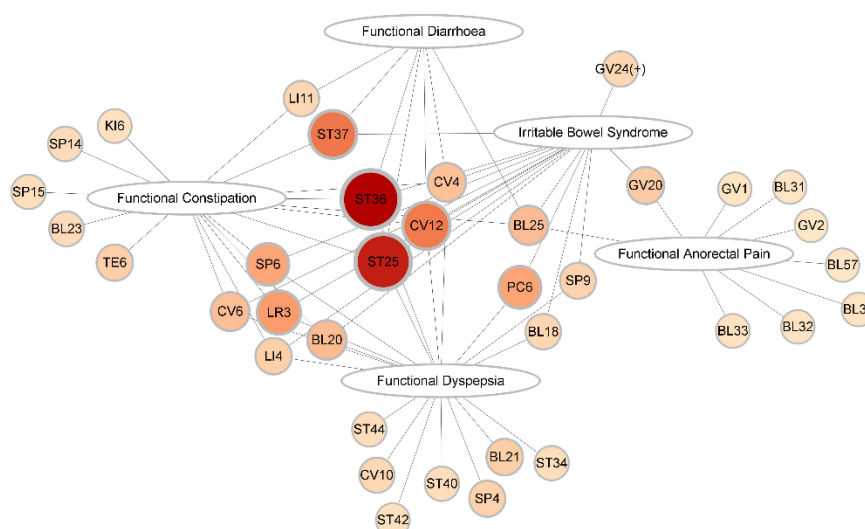 Functional Diarrhoea
GV24(+)
LI11
KI6
ST37
Irritable Bowel Syndrome
SP14
SP15
Functional Constipation
ST36
CV4
GV20
GV1
BL31
BL23
CV12
BL25
GV2
TE6
SP6
ST25
Functional Anorectal Pain
BL57
PC6
SP9
CV6
LR3
BL20
BL18
BL33
BL32
LI4
Functional Dyspepsia
ST44
CV10
ST40
BL21
ST34
SP4
ST42